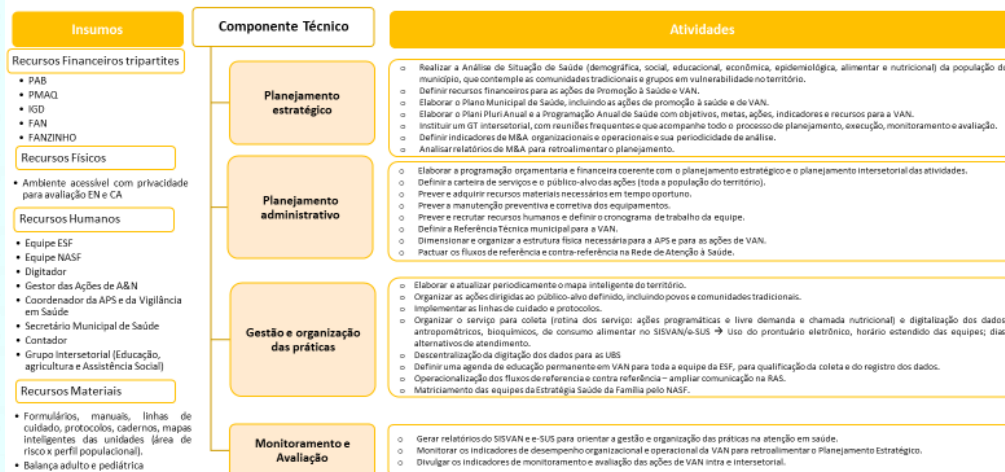 Insumos
Recursos Financeiros tripartites
• PAB
• PMAQ
• IGD
• FAN
• FANZINHO
Recursos Físicos
• Ambiente acessível com privacidade
para avaliação EN e CA
Recursos Humanos
• Equipe ESF
• Equipe NASF
• Digitador
• Gestor das Ações de A&N
• Coordenador da APS e da Vigilância
em Saúde
• Secretário Municipal de Saúde
• Contador
• Grupo Intersetorial (Educação,
agricultura e Assistência Social)
Recursos Materiais
• Formulários, manuais, linhas de
cuidado, protocolos, cadernos, mapas
inteligentes das unidades (área de
risco x perfil populacional).
• Balança adulto e pediátrica
Componente Técnico
Planejamento
estratégico
Planejamento
administrativo
Gestão e organização
das práticas
Monitoramento e
Avaliação
Atividades
o Realizar a Análise de Situação de Saúde (demográfica, social, educacional, econômica, epidemiológica, alimentar e nutricional) da população do
município, que contemple as comunidades tradicionais e grupos em vulnerabilidade no território.
o Definir recursos financeiros para as ações de Promoção à Saúde e VAN.
o Elaborar o Plano Municipal de Saúde, incluindo as ações de promoção à saúde e de VAN.
o Elaborar o Plani Pluri Anual e a Programação Anual de Saúde com objetivos, metas, ações, indicadores e recursos para a VAN.
o Instituir um GT intersetorial, com reuniões frequentes e que acompanhe todo o processo de planejamento, execução, monitoramento e avaliação.
o Definir indicadores de M&A organizacionais e operacionais e sua periodicidade de análise.
o Analisar relatórios de M&A para retroalimentar o planejamento.
o Elaborar a programação orçamentaria e financeira coerente com o planejamento estratégico e o planejamento intersetorial das atividades.
o Definir a carteira de serviços e o público-alvo das ações (toda a população do território).
o Prever e adquirir recursos materiais necessários em tempo oportuno.
o Prever a manutenção preventiva e corretiva dos equipamentos.
o Prever e recrutar recursos humanos e definir o cronograma de trabalho da equipe.
o Definir a Referência Técnica municipal para a VAN.
o Dimensionar e organizar a estrutura física necessária para a APS e para as ações de VAN.
o Pactuar os fluxos de referência e contra-referência na Rede de Atenção à Saúde.
o Elaborar e atualizar periodicamente o mapa inteligente do território.
o Organizar as ações dirigidas ao público-alvo definido, incluindo povos e comunidades tradicionais.
o Implementar as linhas de cuidado e protocolos.
o Organizar o serviço para coleta (rotina dos serviço: ações programáticas e livre demanda e chamada nutricional) e digitalização dos dados
antropométricos, bioquímicos, de consumo alimentar no SISVAN/e-SUS → Uso do prontuário eletrônico, horário estendido das equipes; dias
alternativos de atendimento.
o Descentralização da digitação dos dados para as UBS
o Definir uma agenda de educação permanente em VAN para toda a equipe da ESF, para qualificação da coleta e do registro dos dados.
o Operacionalização dos fluxos de referencia e contra referência – ampliar comunicação na RAS.
o Matriciamento das equipes da Estratégia Saúde da Família pelo NASF.
o Gerar relatórios do SISVAN e e-SUS para orientar a gestão e organização das práticas na atenção em saúde.
o Monitorar os indicadores de desempenho organizacional e operacional da VAN para retroalimentar o Planejamento Estratégico.
o Divulgar os indicadores de monitoramento e avaliação das ações de VAN intra e intersetorial.